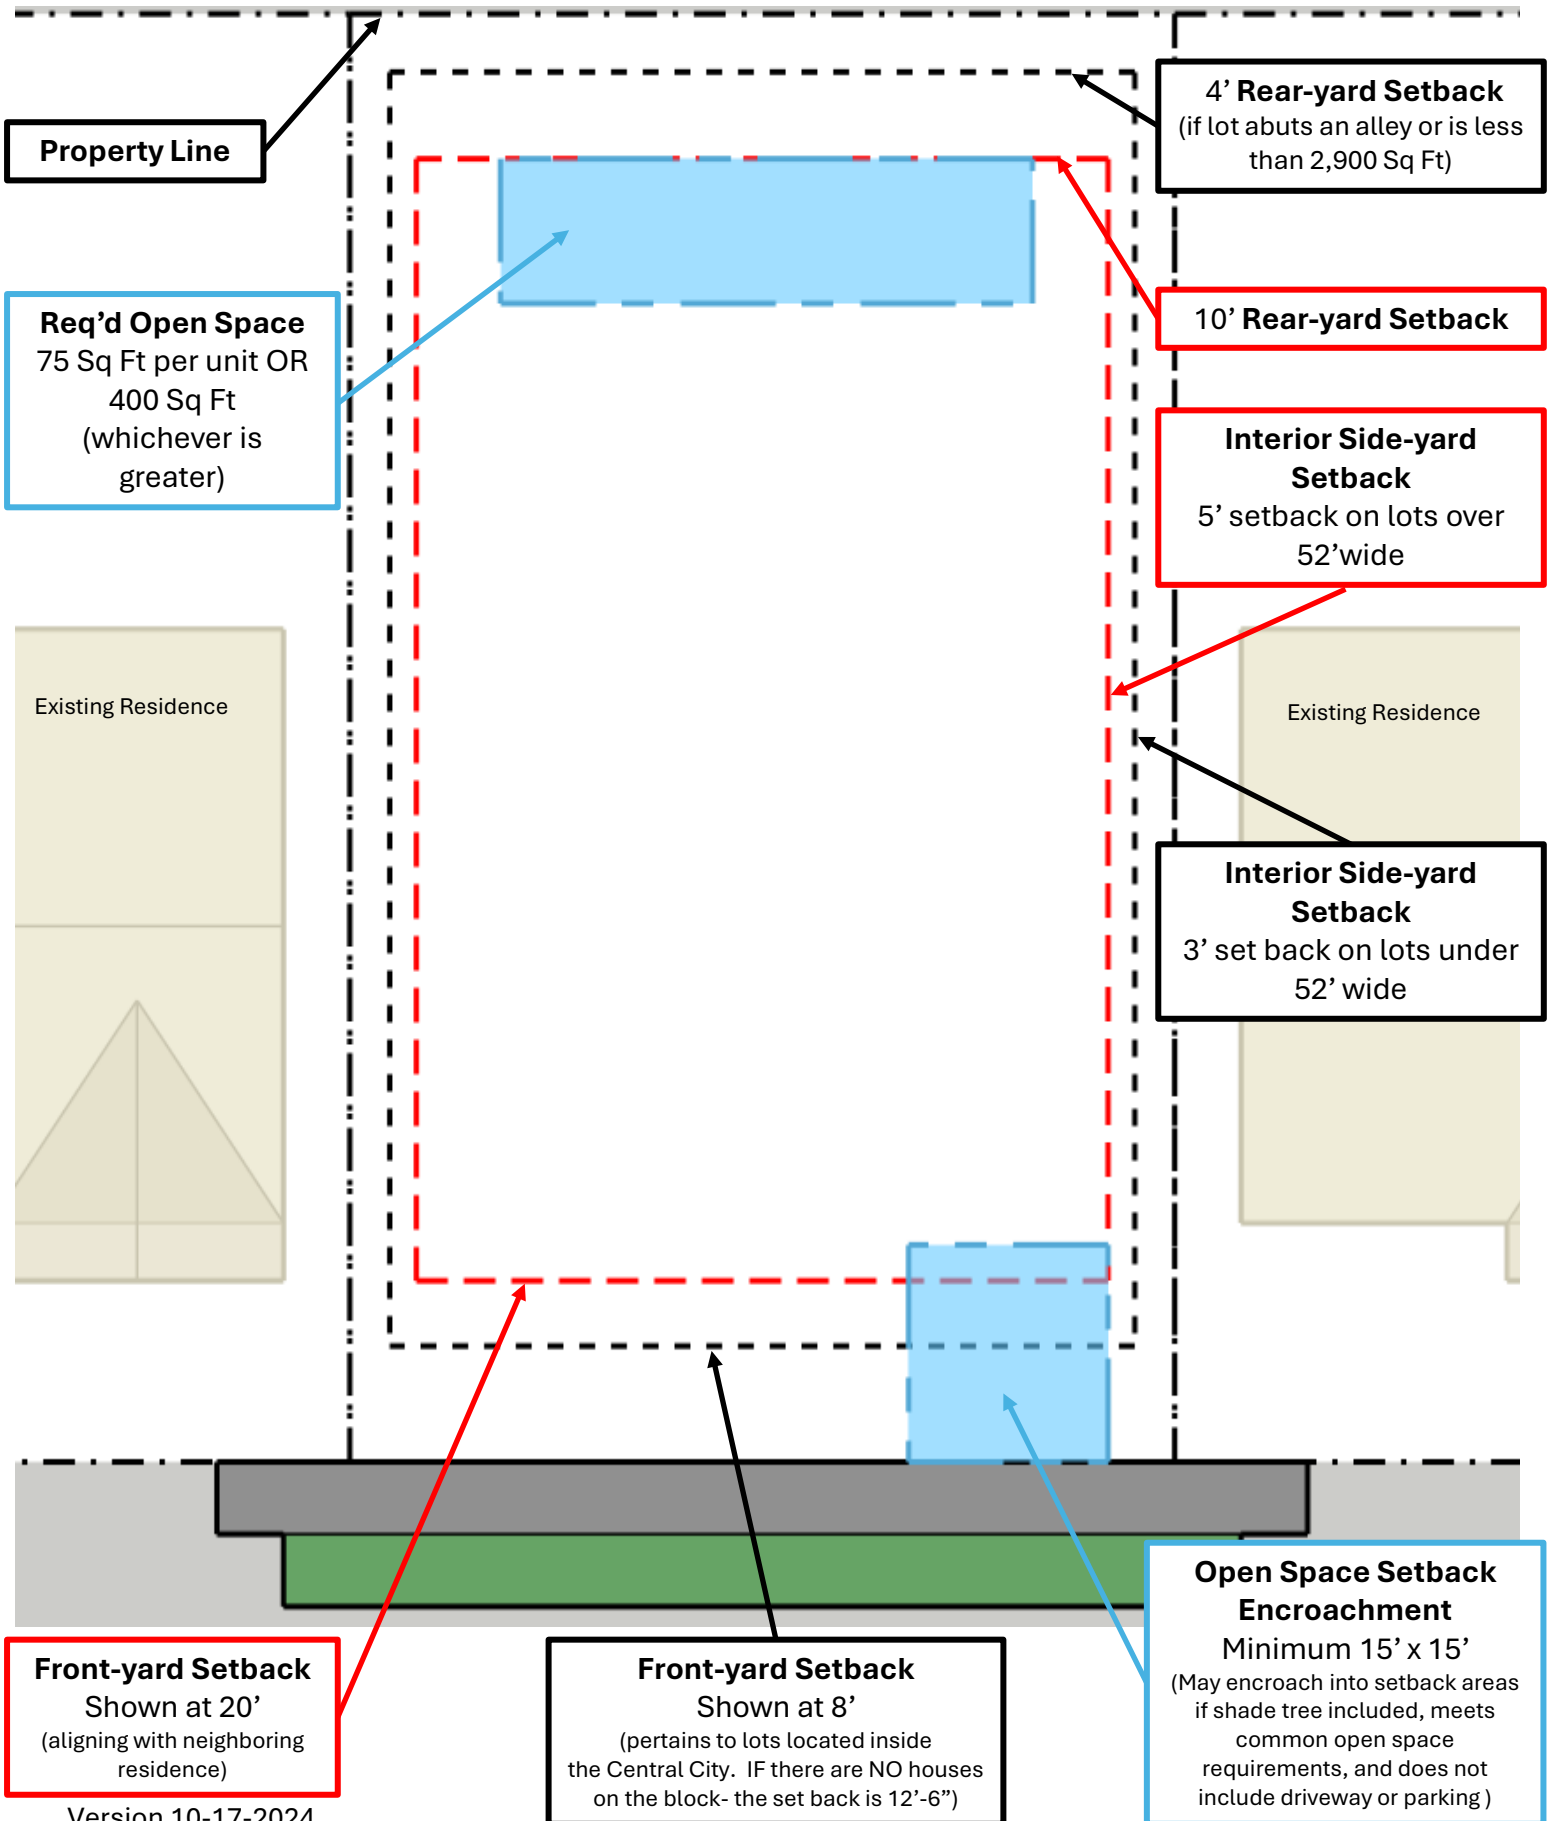 Property Line
4’ Rear-yard Setback
(if lot abuts an alley or is less
than 2,900 Sq Ft)
Req’d Open Space
75 Sq Ft per unit OR
400 Sq Ft
(whichever is
greater)
10’ Rear-yard Setback
Interior Side-yard
Setback
5’ setback on lots over
52’wide
Existing Residence
Existing Residence
Interior Side-yard
Setback
3’ set back on lots under
52’ wide
Front-yard Setback
Shown at 20’
(aligning with neighboring
residence)
Version 10-17-2024
Front-yard Setback
Shown at 8’
(pertains to lots located inside
the Central City.  IF there are NO houses
on the block- the set back is 12’-6”)
Open Space Setback
Encroachment
Minimum 15’ x 15’
(May encroach into setback areas
if shade tree included, meets
common open space
requirements, and does not
include driveway or parking )